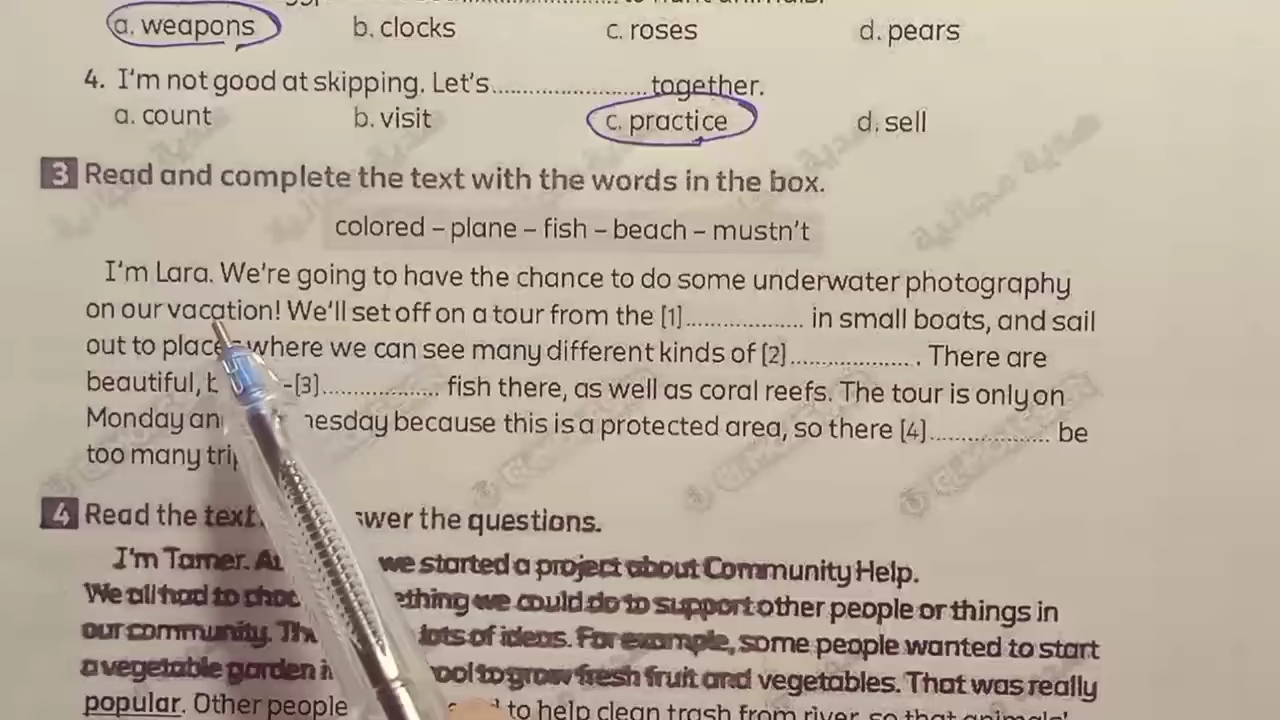 a. weapons b. clocks c. roses d. pears
4. I'm not good at skipping. Let's........................together.
a. count b. visit c. practice d. sell
3 Read and complete the text with the words in the box.
colored – plane – fish – beach – mustn't
I'm Lara. We're going to have the chance to do some underwater photography
on our vacation! We'll set off on a tour from the [1].................. in small boats, and sail
out to where we can see many different kinds of [2].................... There are
beautiful, -[3].................. fish there, as well as coral reefs. The tour is only on
Monday because this is a protected area, so there [4].................. be
too many
4 Read the text. the questions.
I'm Tamer. we started a project about Community Help.
We all had to we could do to support other people or things in
our community. lots of ideas. For example, some people wanted to start
a vegetable garden to grow fresh fruit and vegetables. That was really
popular. Other people to help clean trash from river, so that animals'